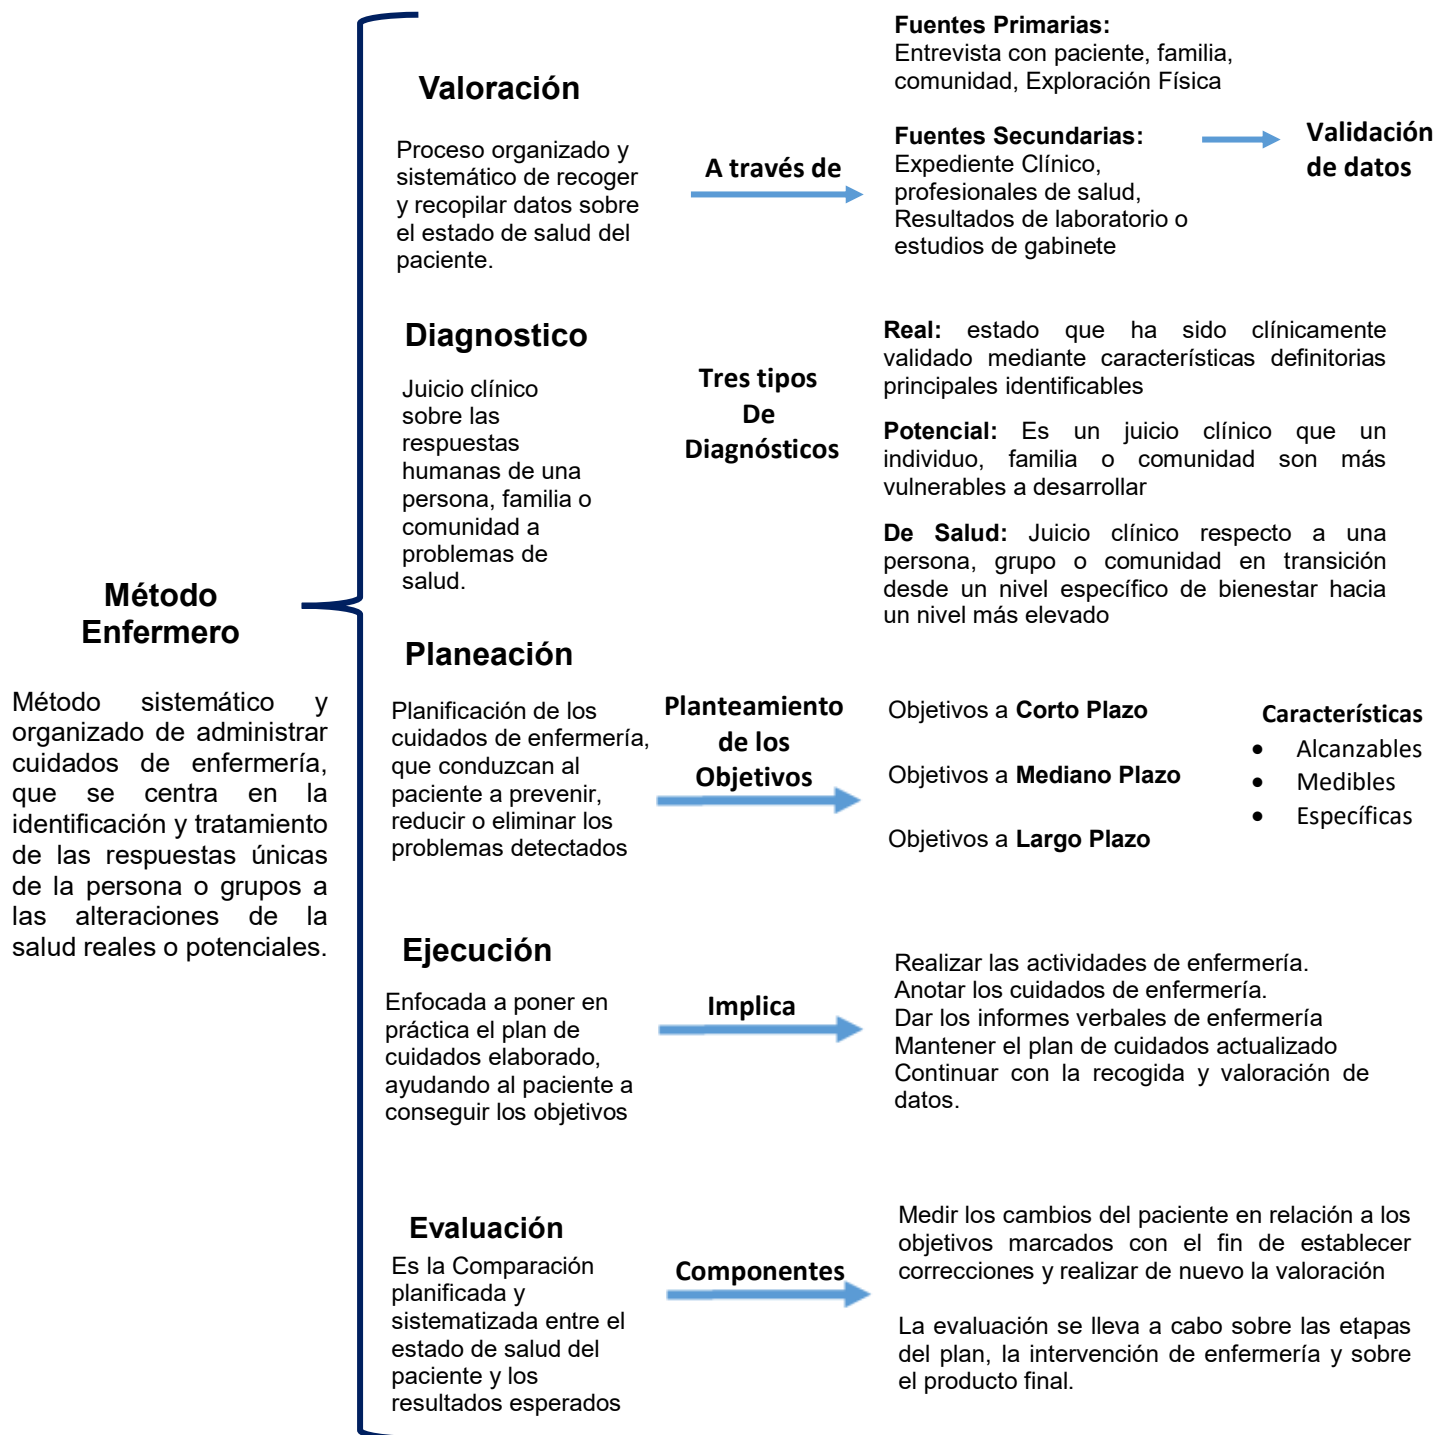 Método
Enfermero
Método sistemático y
organizado de administrar
cuidados de enfermería,
que se centra en la
identificación y tratamiento
de las respuestas únicas
de la persona o grupos a
las alteraciones de la
salud reales o potenciales.
Valoración
Proceso organizado y
sistemático de recoger
y recopilar datos sobre
el estado de salud del
paciente.
A través de
Fuentes Primarias:
Entrevista con paciente, familia,
comunidad, Exploración Física
Fuentes Secundarias:
Expediente Clínico,
profesionales de salud,
Resultados de laboratorio o
estudios de gabinete
Validación
de datos
Diagnostico
Juicio clínico
sobre las
respuestas
humanas de una
persona, familia o
comunidad a
problemas de
salud.
Tres tipos
De
Diagnósticos
Real: estado que ha sido clínicamente
validado mediante características definitorias
principales identificables
Potencial: Es un juicio clínico que un
individuo, familia o comunidad son más
vulnerables a desarrollar
De Salud: Juicio clínico respecto a una
persona, grupo o comunidad en transición
desde un nivel específico de bienestar hacia
un nivel más elevado
Planeación
Planificación de los
cuidados de enfermería,
que conduzcan al
paciente a prevenir,
reducir o eliminar los
problemas detectados
Planteamiento
de los
Objetivos
Objetivos a Corto Plazo
Objetivos a Mediano Plazo
Objetivos a Largo Plazo
Características
• Alcanzables
• Medibles
• Específicas
Ejecución
Enfocada a poner en
práctica el plan de
cuidados elaborado,
ayudando al paciente a
conseguir los objetivos
Implica
Realizar las actividades de enfermería.
Anotar los cuidados de enfermería.
Dar los informes verbales de enfermería
Mantener el plan de cuidados actualizado
Continuar con la recogida y valoración de
datos.
Evaluación
Es la Comparación
planificada y
sistematizada entre el
estado de salud del
paciente y los
resultados esperados
Componentes
Medir los cambios del paciente en relación a los
objetivos marcados con el fin de establecer
correcciones y realizar de nuevo la valoración
La evaluación se lleva a cabo sobre las etapas
del plan, la intervención de enfermería y sobre
el producto final.